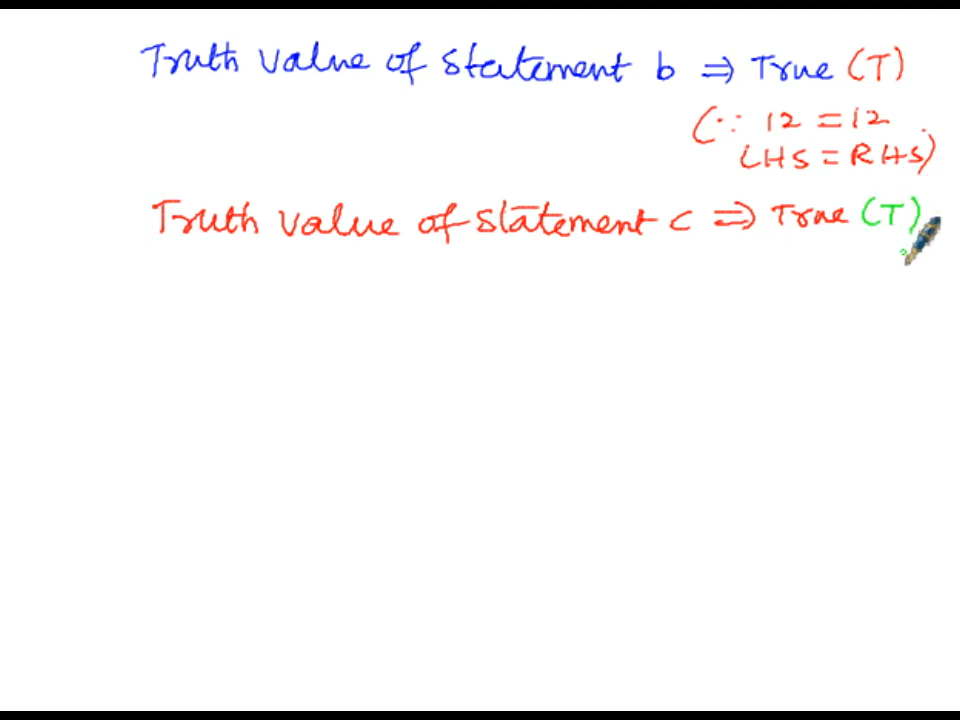 Truth value of statement b ⇒ True (T)
(∵ 12 = 12
LHS = RHS)
Truth value of statement c ⇒ True (T)